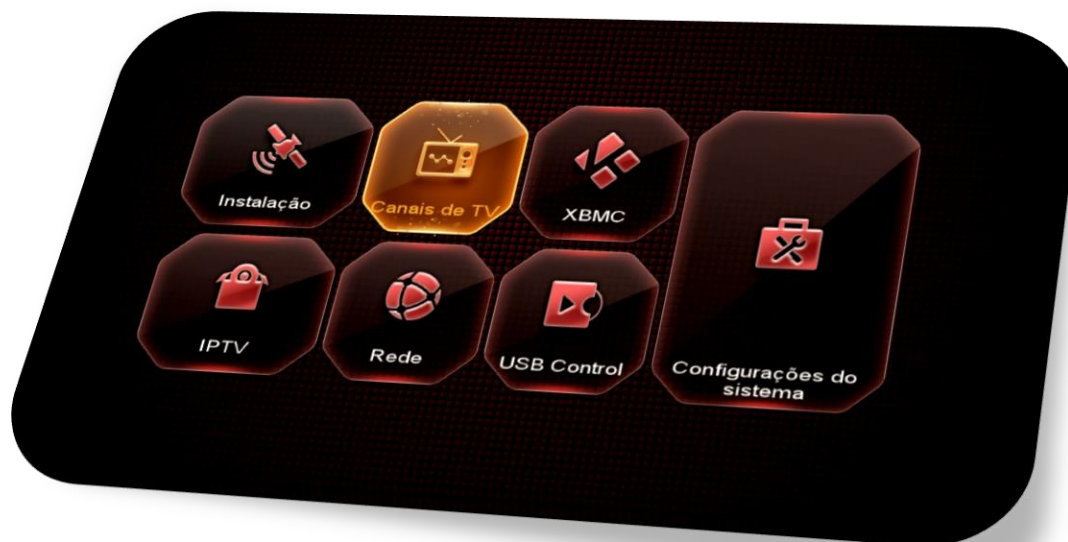 Instalação
Canais de TV
XBMC
IPTV
Rede
USB Control
Configurações do
sistema